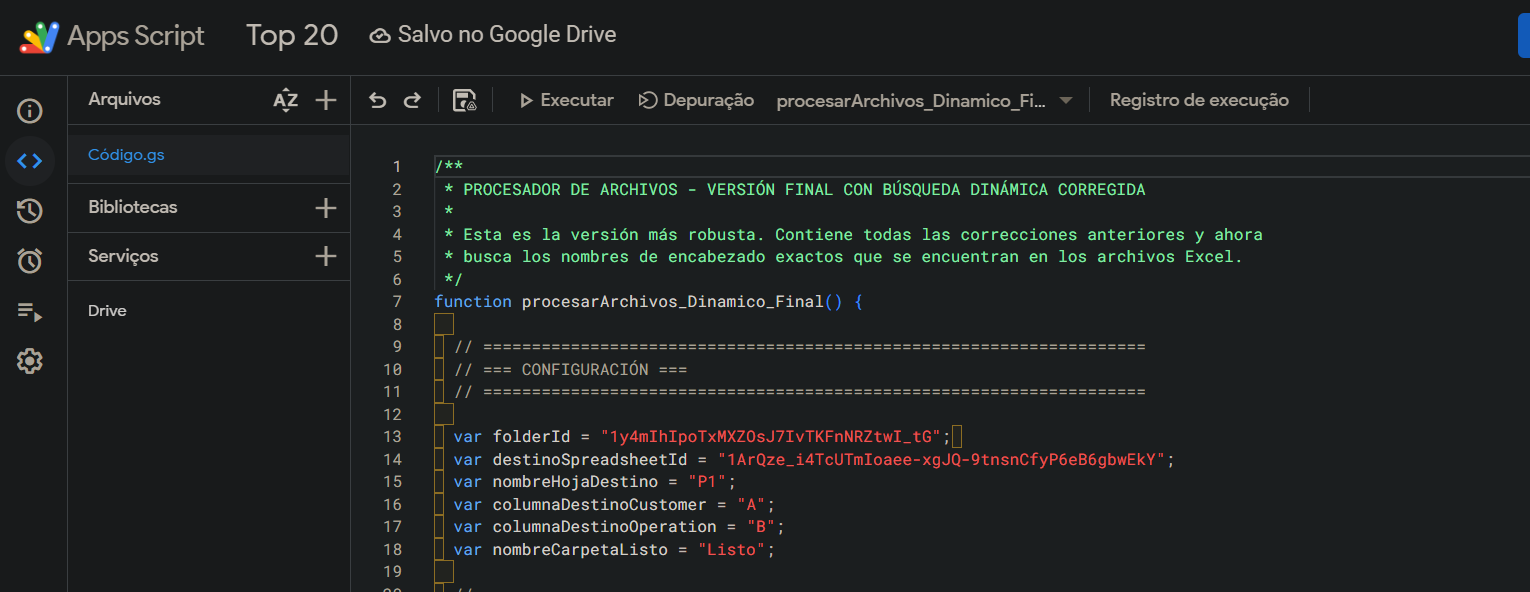 Apps Script Top 20 Salvo no Google Drive
Arquivos AZ
Executar Depuração procesarArchivos_Dinamico_Fi... Registro de execução
Código.gs
Bibliotecas
Serviços
Drive
1 /**
2 * PROCESADOR DE ARCHIVOS - VERSIÓN FINAL CON BÚSQUEDA DINÁMICA CORREGIDA
3 *
4 * Esta es la versión más robusta. Contiene todas las correcciones anteriores y ahora
5 * busca los nombres de encabezado exactos que se encuentran en los archivos Excel.
6 */
7 function procesarArchivos_Dinamico_Final() {
8
9 // ====================================================================
10 // === CONFIGURACIÓN ===
11 // ====================================================================
12
13 var folderId = "1y4mIhIpoTxMXZOsJ7IvTKFnNRZtwI_tG";
14 var destinoSpreadsheetId = "1ArQze_i4TcUTmIoaee-xgJQ-9tnsnCfyP6eB6gbwEkY";
15 var nombreHojaDestino = "P1";
16 var columnaDestinoCustomer = "A";
17 var columnaDestinoOperation = "B";
18 var nombreCarpetaListo = "Listo";
19